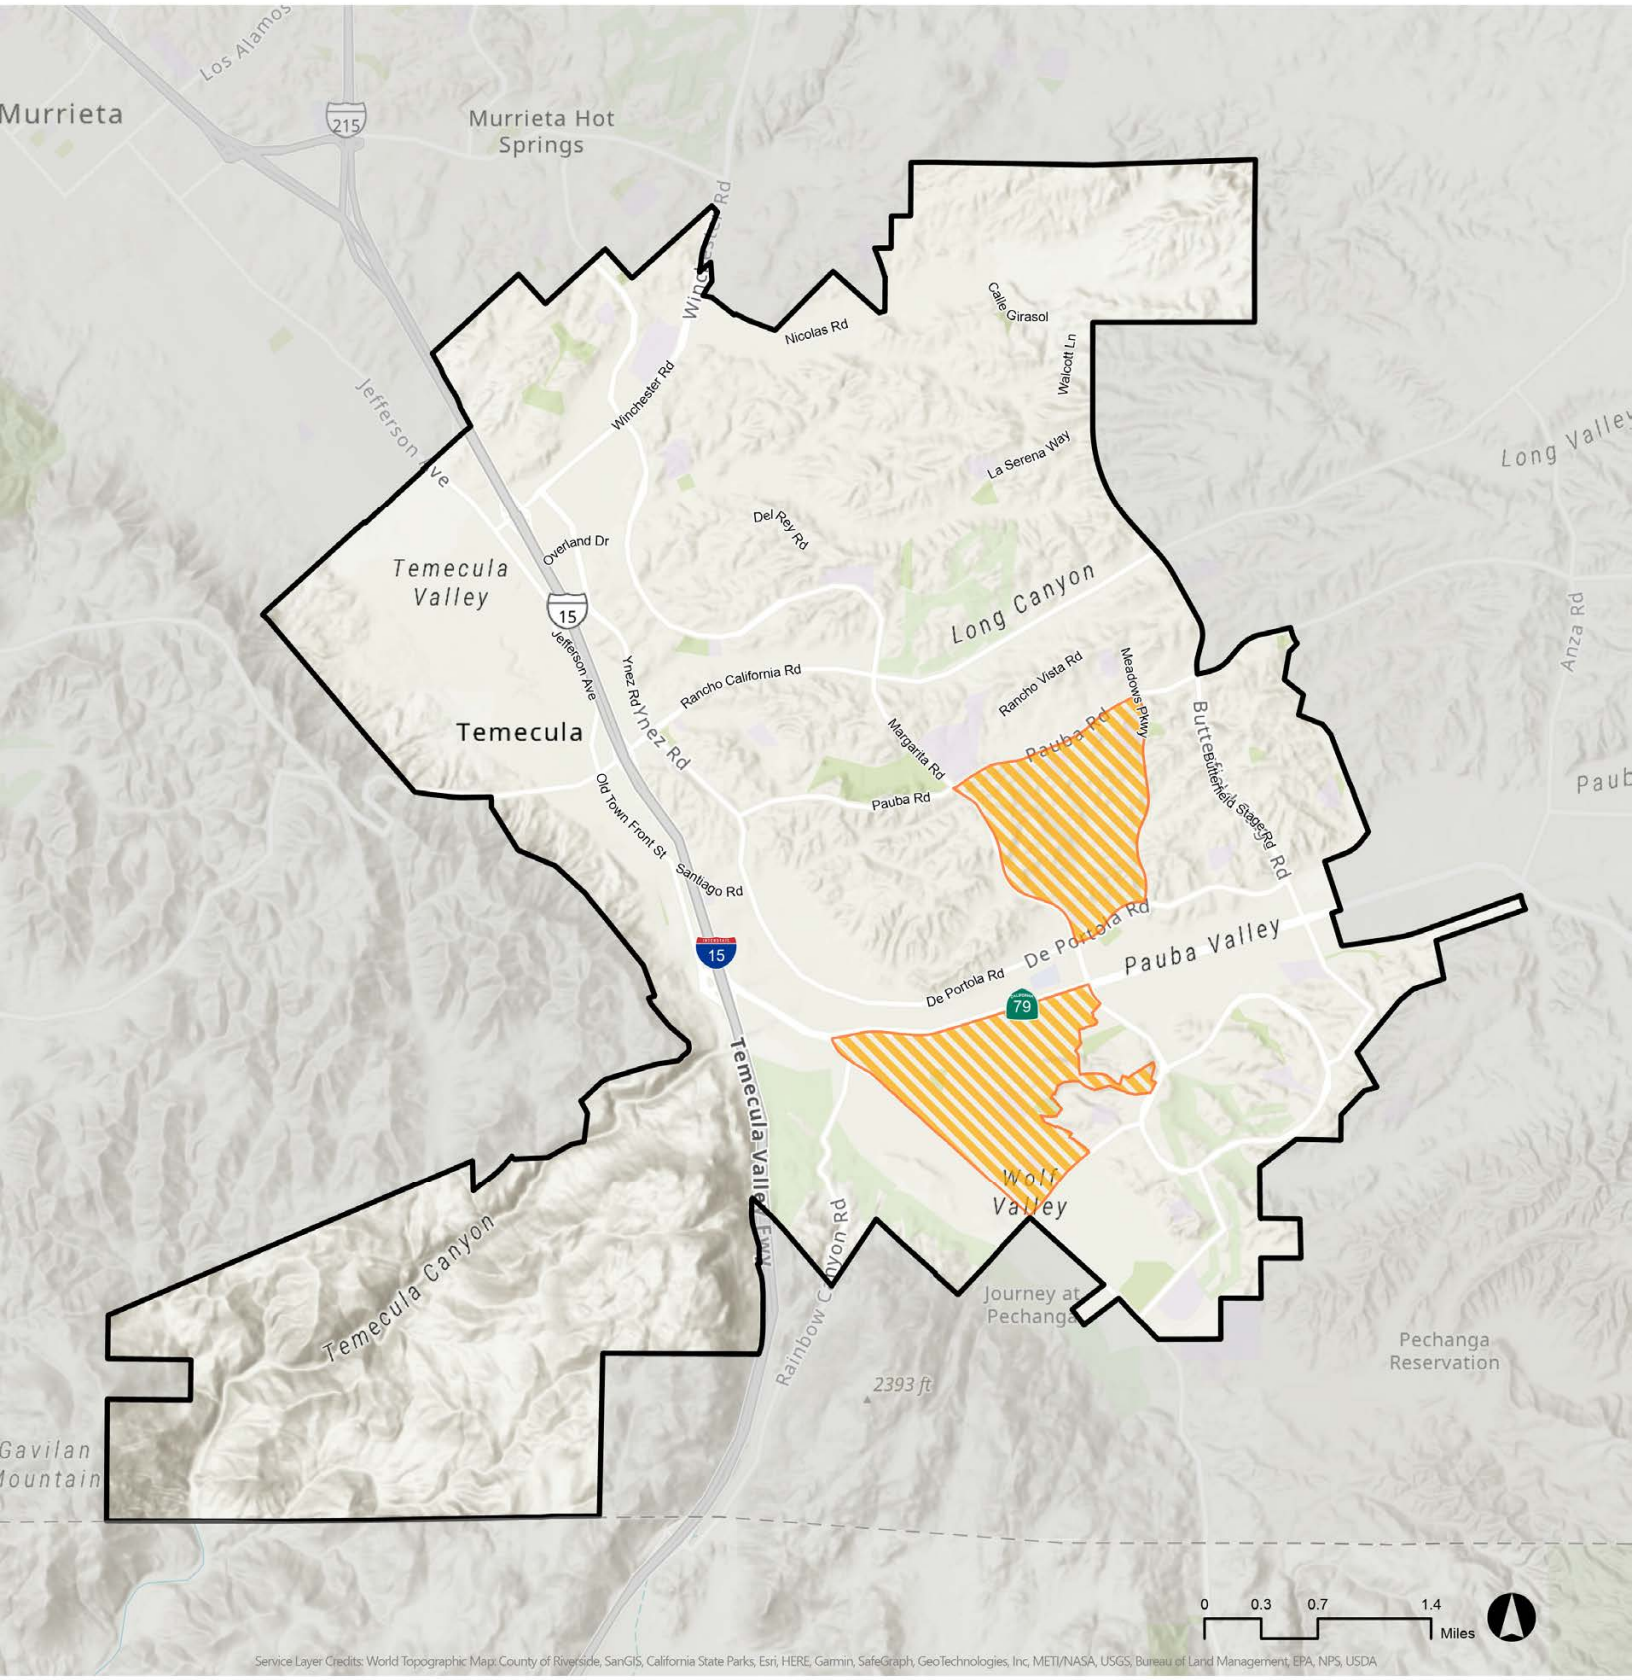 Los Alamos
Murrieta
215
Murrieta Hot
Springs
Winchester Rd
Nicolas Rd
Calle Girasol
Walcott Ln
Winchester Rd
Jefferson Ave
La Serena Way
Long Valley
Del Rey Rd
Overland Dr
Temecula
Valley
15
Long Canyon
Anza Rd
Jefferson Ave
Ynez Rd
Ynez Rd
Rancho California Rd
Rancho Vista Rd
Meadows Pkwy
Temecula
Margarita Rd
Pauba Rd
Butterfield Stage Rd
Butterfield Stage Rd
Pauba Rd
Paub
Old Town Front St
Santiago Rd
De Portola Rd
De Portola Rd
Pauba Valley
15
79
Temecula Valley Fwy
Wolf
Valley
Rainbow Canyon Rd
Temecula Canyon
Journey at
Pechanga
Pechanga
Reservation
2393 ft
Gavilan
Mountain
0 0.3 0.7 1.4
Miles
Service Layer Credits: World Topographic Map: County of Riverside, SanGIS, California State Parks, Esri, HERE, Garmin, SafeGraph, GeoTechnologies, Inc, METI/NASA, USGS, Bureau of Land Management, EPA, NPS, USDA